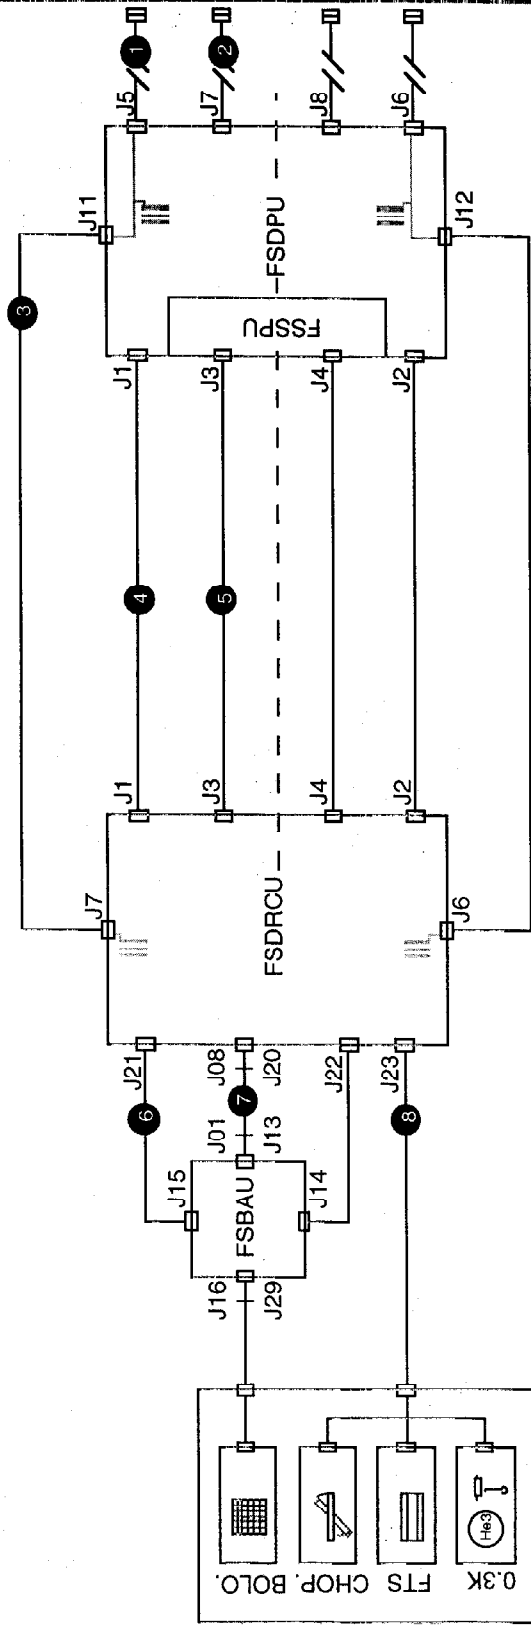 1
2
J5
J7
J8
J6
J11
FSDPU
J12
3
FSSPU
J1
J3
J4
J2
4
5
J1
J3
J4
J2
J7
FSDRCU
J6
J21
J08
J20
J22
J23
6
7
8
J01
J13
J15
FSBAU
J14
J16
J29
BOLO.
CHOP.
FTS
0.3K
He3